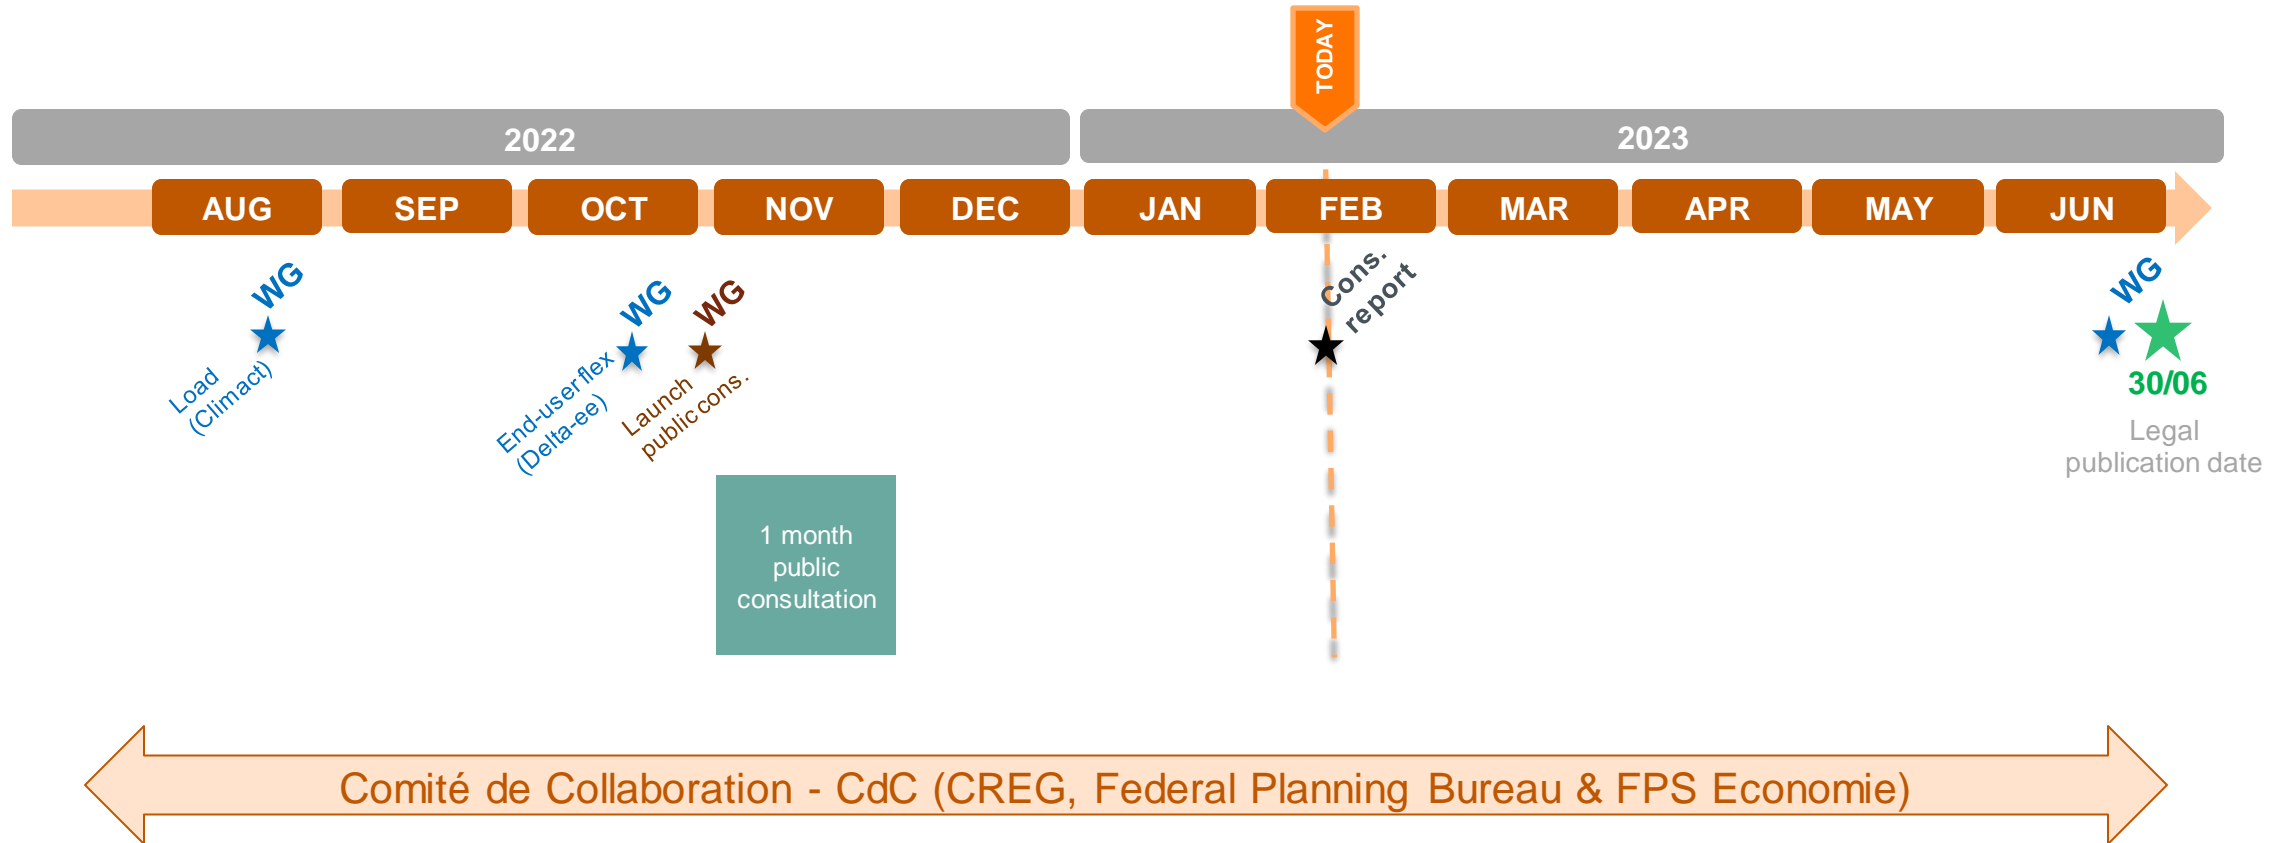 TODAY
2022
2023
AUG
SEP
OCT
NOV
DEC
JAN
FEB
MAR
APR
MAY
JUN
WG
Load
(Climact)
WG
End-user flex
(Delta-ee)
WG
Launch
public cons.
Cons.
report
WG
30/06
Legal
publication date
1 month
public
consultation
Comité de Collaboration - CdC (CREG, Federal Planning Bureau & FPS Economie)